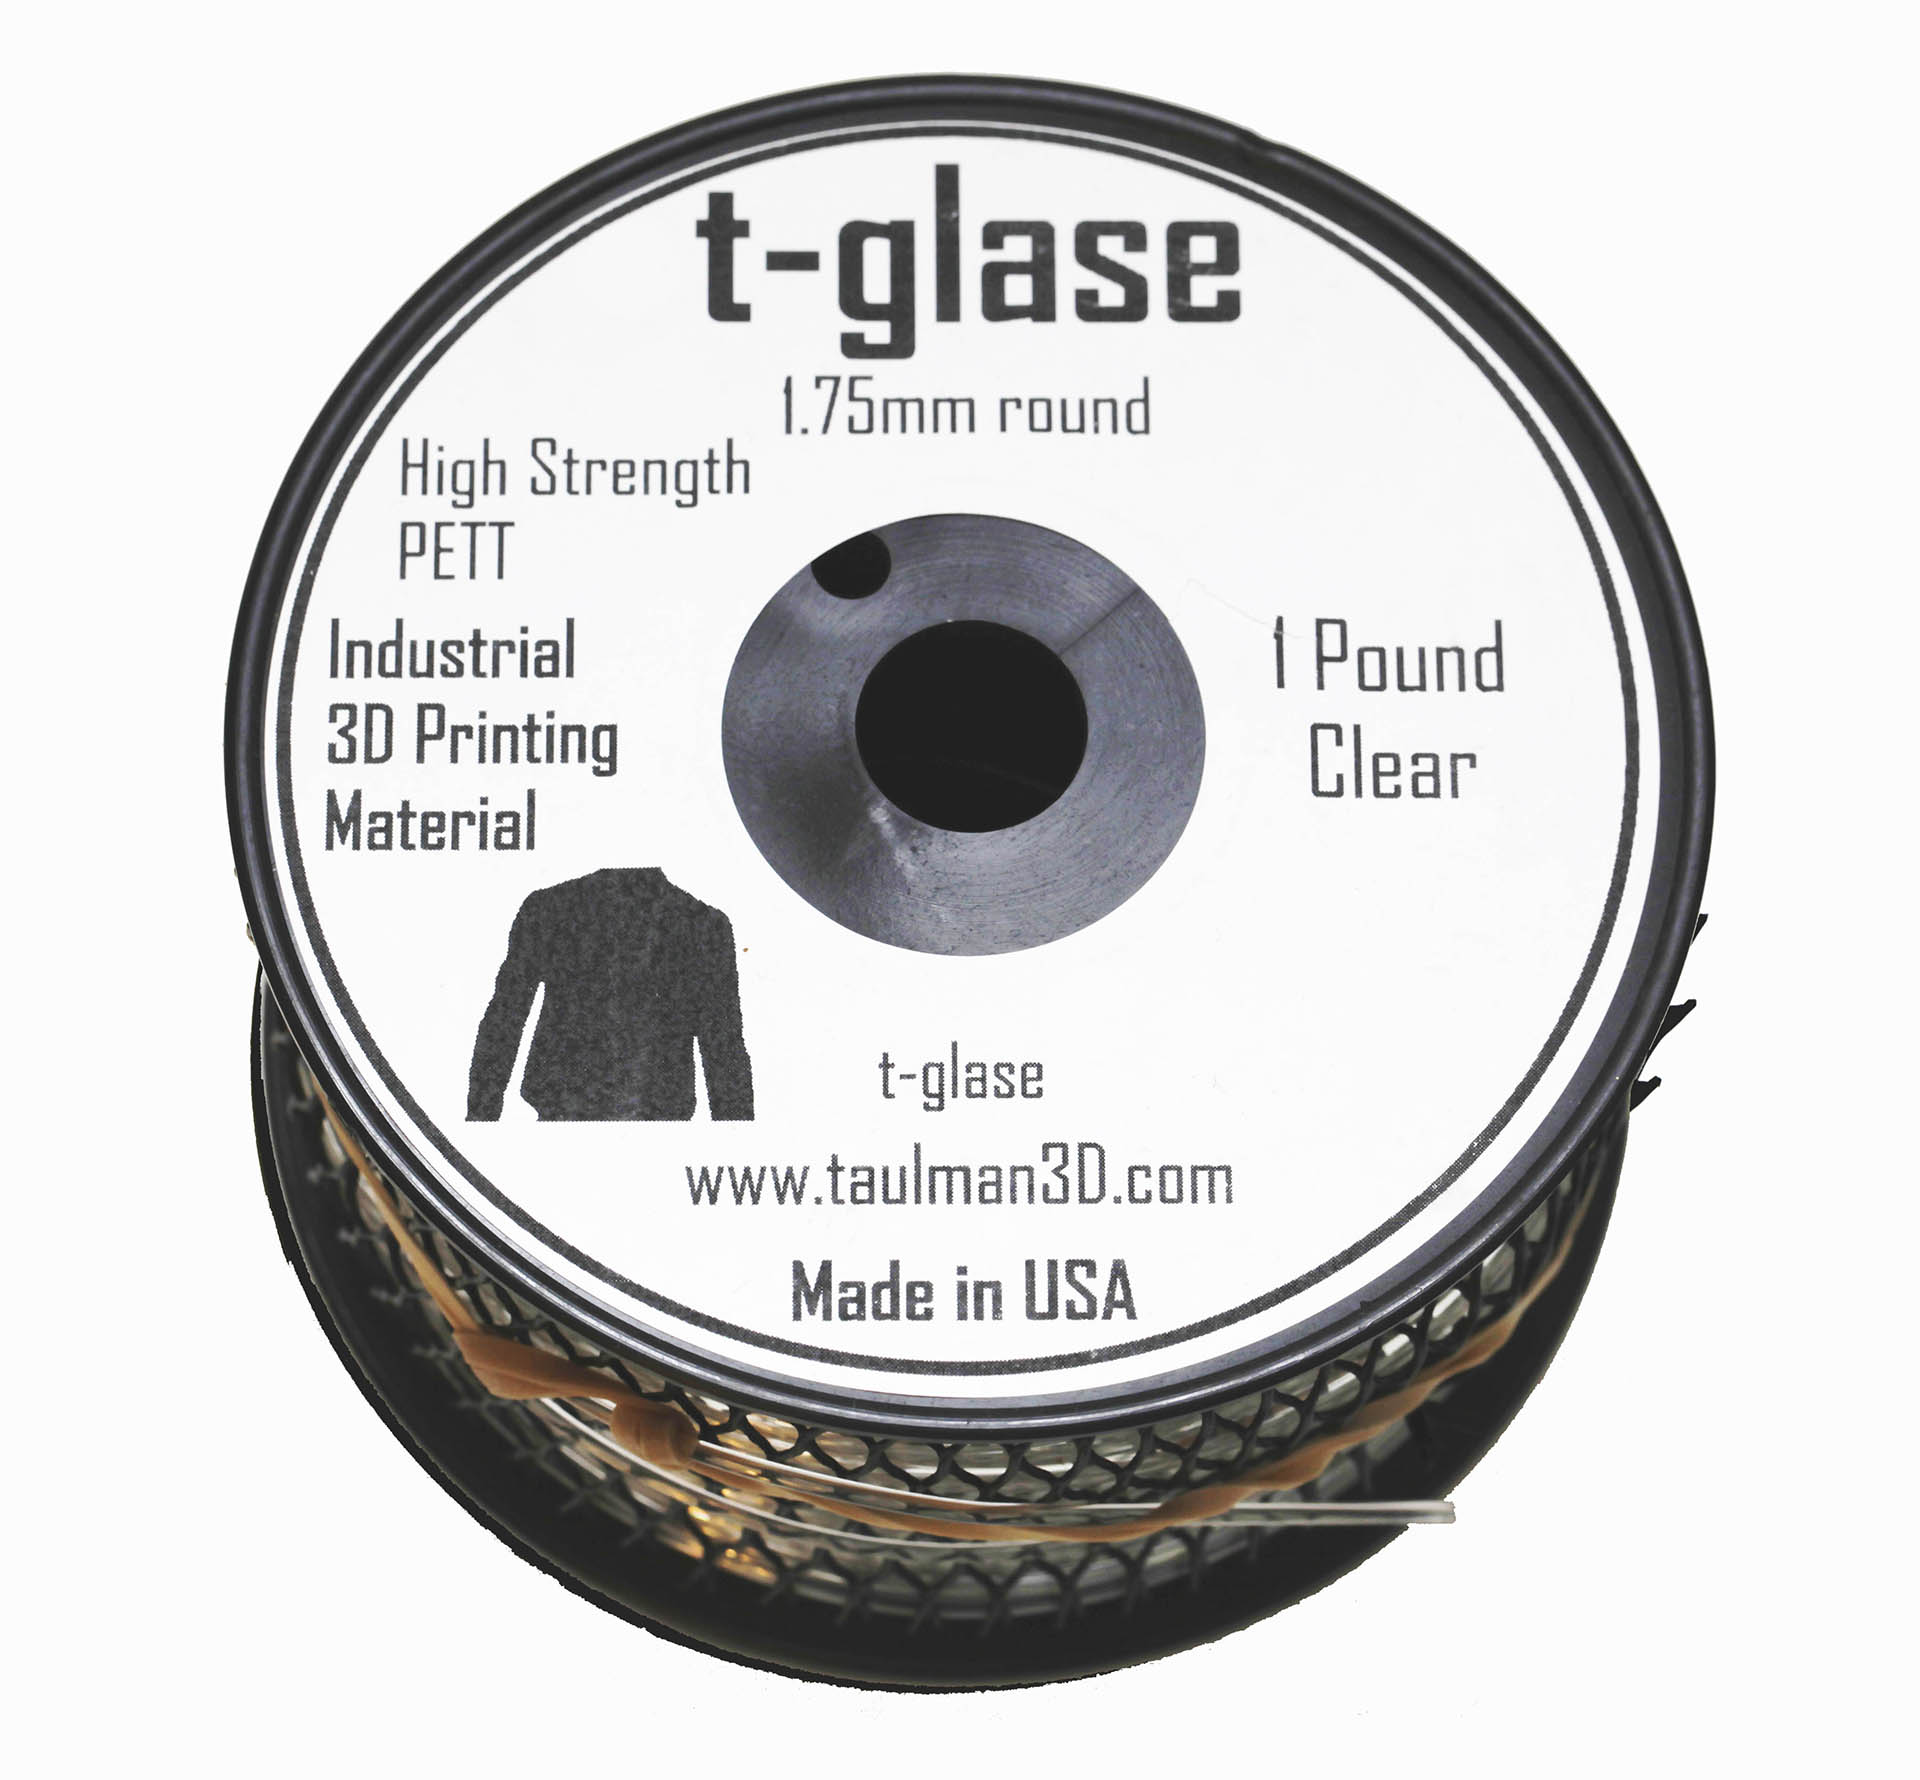 t-glase
1.75mm round
High Strength
PETT
Industrial
3D Printing
Material
1 Pound
Clear
t-glase
www.taulman3D.com
Made in USA